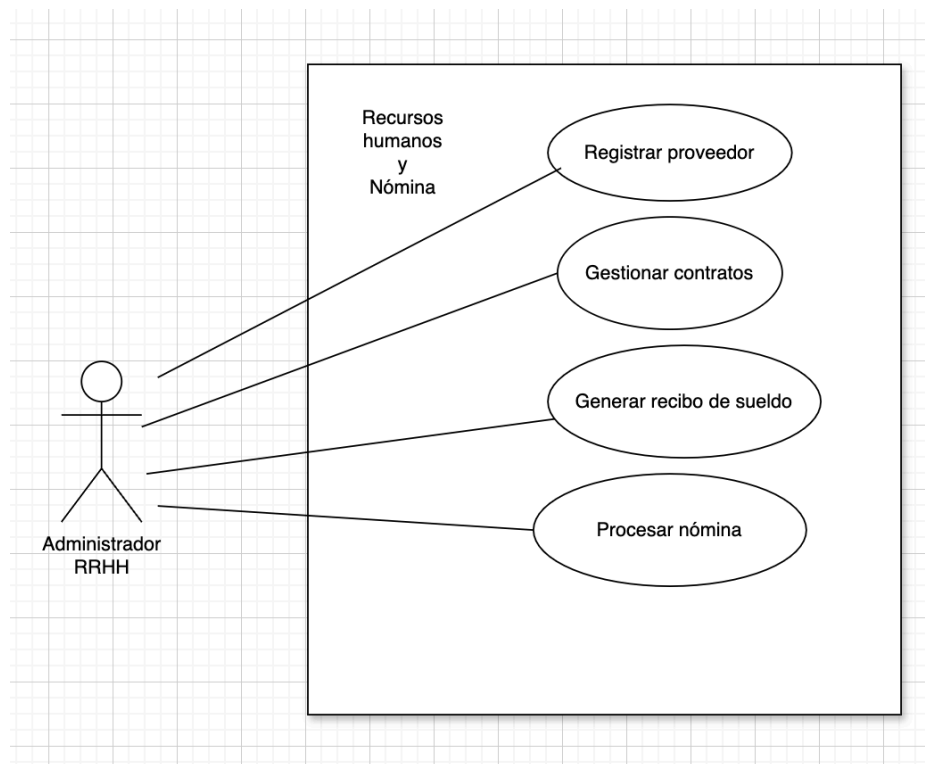 Recursos
humanos
y
Nómina
Registrar proveedor
Gestionar contratos
Generar recibo de sueldo
Procesar nómina
Administrador
RRHH